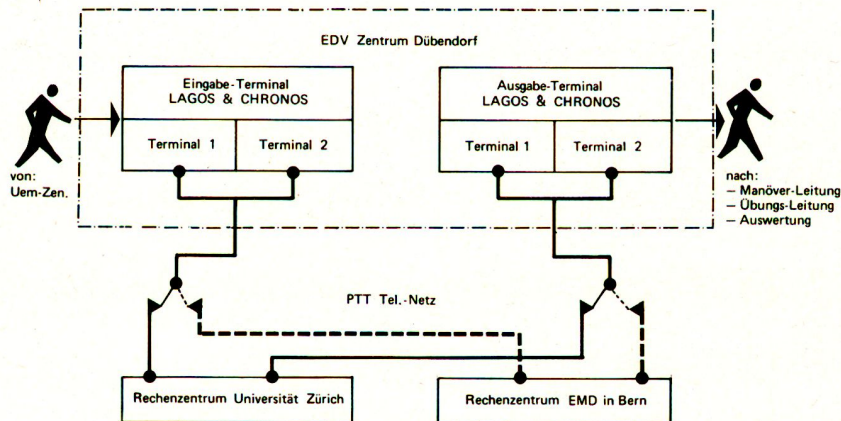 EDV Zentrum Dübendorf
Eingabe-Terminal
LAGOS & CHRONOS
Terminal 1
Terminal 2
Ausgabe-Terminal
LAGOS & CHRONOS
Terminal 1
Terminal 2
von:
Uem-Zen.
nach:
– Manöver-Leitung
– Übungs-Leitung
– Auswertung
PTT Tel.-Netz
Rechenzentrum Universität Zürich
Rechenzentrum EMD in Bern